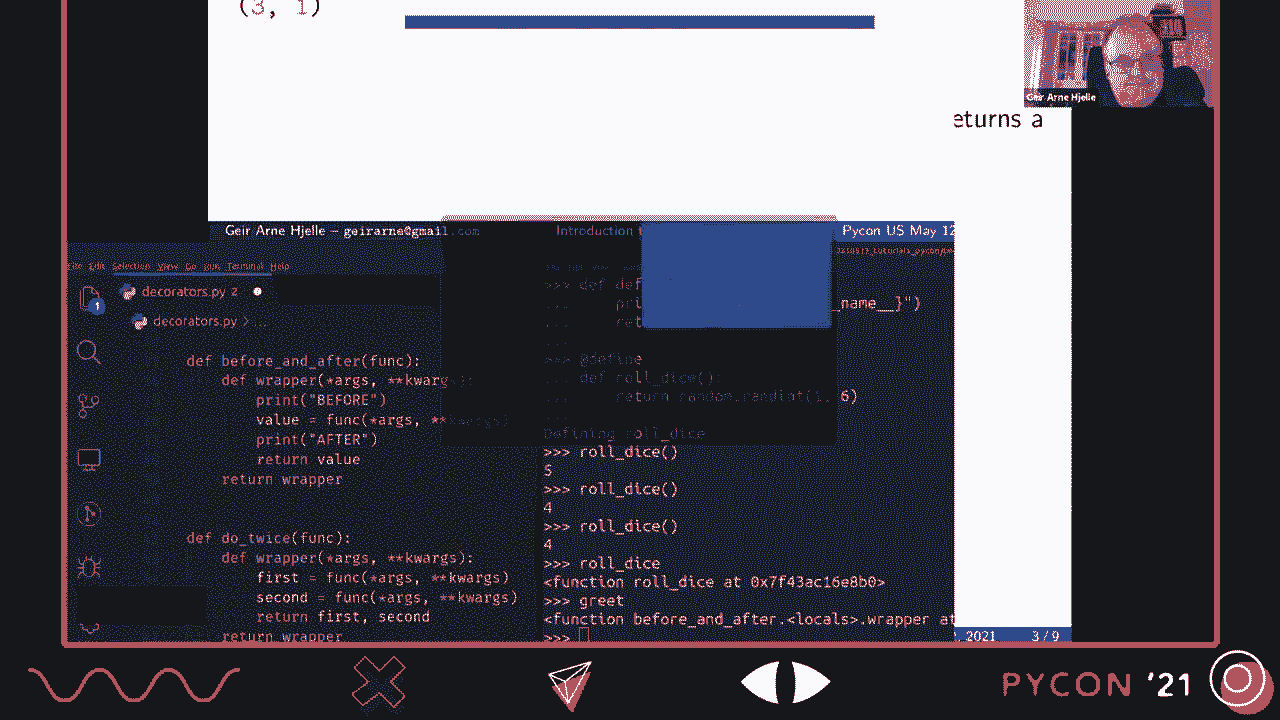 (3, 1)
Geir Arne Hjelle
eturns a
Geir Arne Hjelle – geirarne@gmail.com
Introduction
Pycon US May 12
Edit Selection View Go Run Terminal Help
1
decorators.py 2
decorators.py > ...
def before_and_after(func):
def wrapper(*args, **kwargs):
print("BEFORE")
value = func(*args, **kwargs)
print("AFTER")
return value
return wrapper
def do_twice(func):
def wrapper(*args, **kwargs):
first = func(*args, **kwargs)
second = func(*args, **kwargs)
return first, second
return wrapper
>>> def def
... pri
_name__}")
... ret
...
>>> @define
... def roll_dice():
... return random.randint(1, 6)
...
Defining roll_dice
>>> roll_dice()
5
>>> roll_dice()
4
>>> roll_dice()
4
>>> roll_dice
<function roll_dice at 0x7f43ac16e8b0>
>>> greet
<function before_and_after.<locals>.wrapper at
>>>
, 2021 3 / 9
PYCON '21